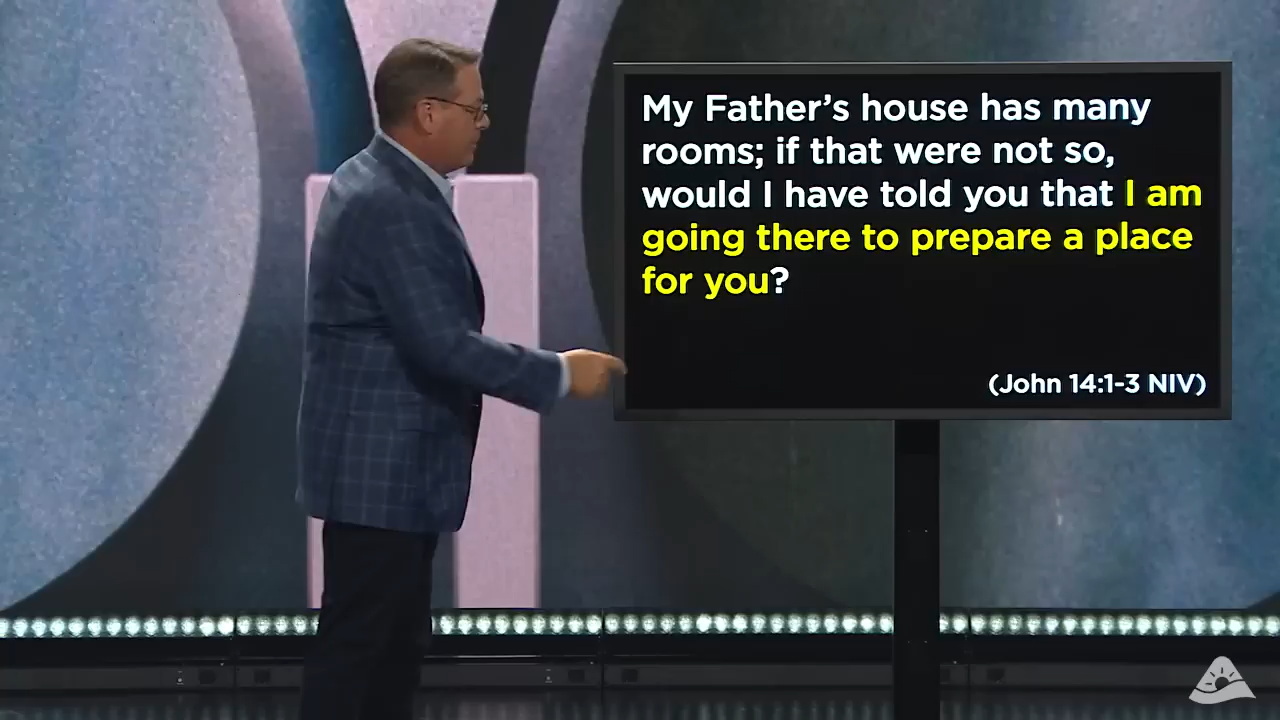 My Father’s house has many
rooms; if that were not so,
would I have told you that I am
going there to prepare a place
for you?
(John 14:1-3 NIV)